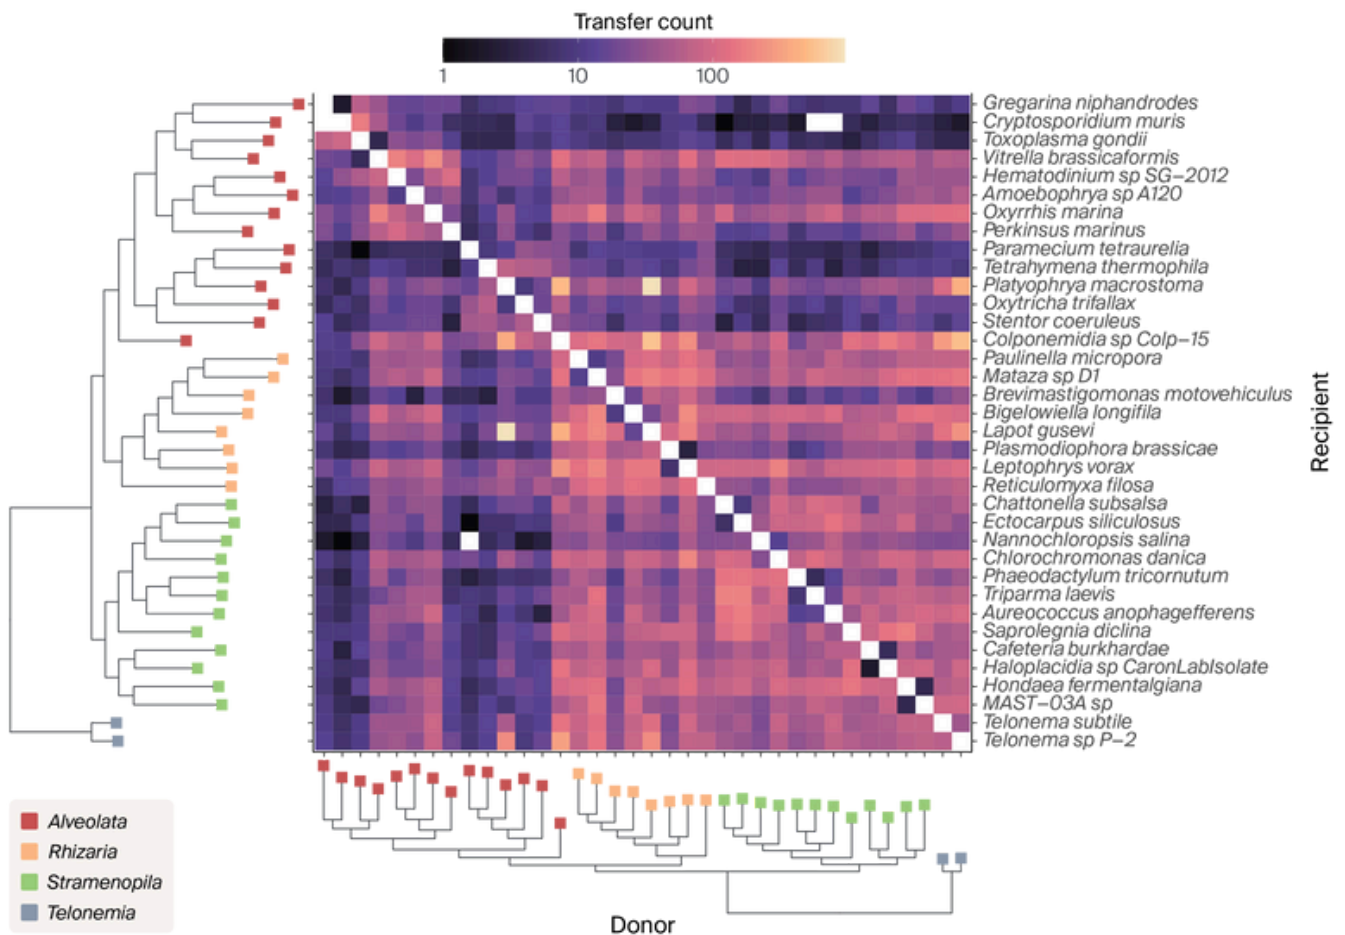 Transfer count
1 10 100
Gregarina niphandrodes
Cryptosporidium muris
Toxoplasma gondii
Vitrella brassicaformis
Hematodinium sp SG–2012
Amoebophrya sp A120
Oxyrrhis marina
Perkinsus marinus
Paramecium tetraurelia
Tetrahymena thermophila
Platyophrya macrostoma
Oxytricha trifallax
Stentor coeruleus
Colponemidia sp Colp–15
Paulinella micropora
Mataza sp D1
Brevimastigomonas motovehiculus
Bigelowiella longifila
Lapot gusevi
Plasmodiophora brassicae
Leptophrys vorax
Reticulomyxa filosa
Chattonella subsalsa
Ectocarpus siliculosus
Nannochloropsis salina
Chlorochromonas danica
Phaeodactylum tricornutum
Triparma laevis
Aureococcus anophagefferens
Saprolegnia diclina
Cafeteria burkhardae
Haloplacidia sp CaronLabIsolate
Hondaea fermentalgiana
MAST–03A sp
Telonema subtile
Telonema sp P–2
Recipient
Alveolata
Rhizaria
Stramenopila
Telonemia
Donor